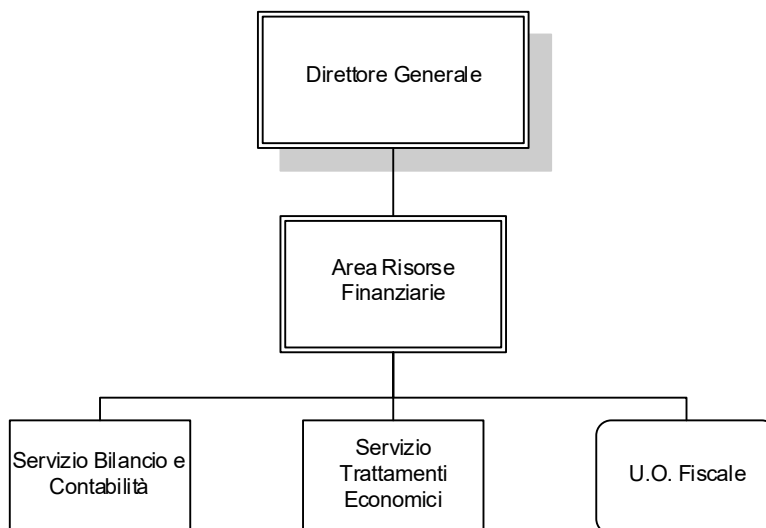 Direttore Generale
Area Risorse
Finanziarie
Servizio Bilancio e
Contabilità
Servizio
Trattamenti
Economici
U.O. Fiscale